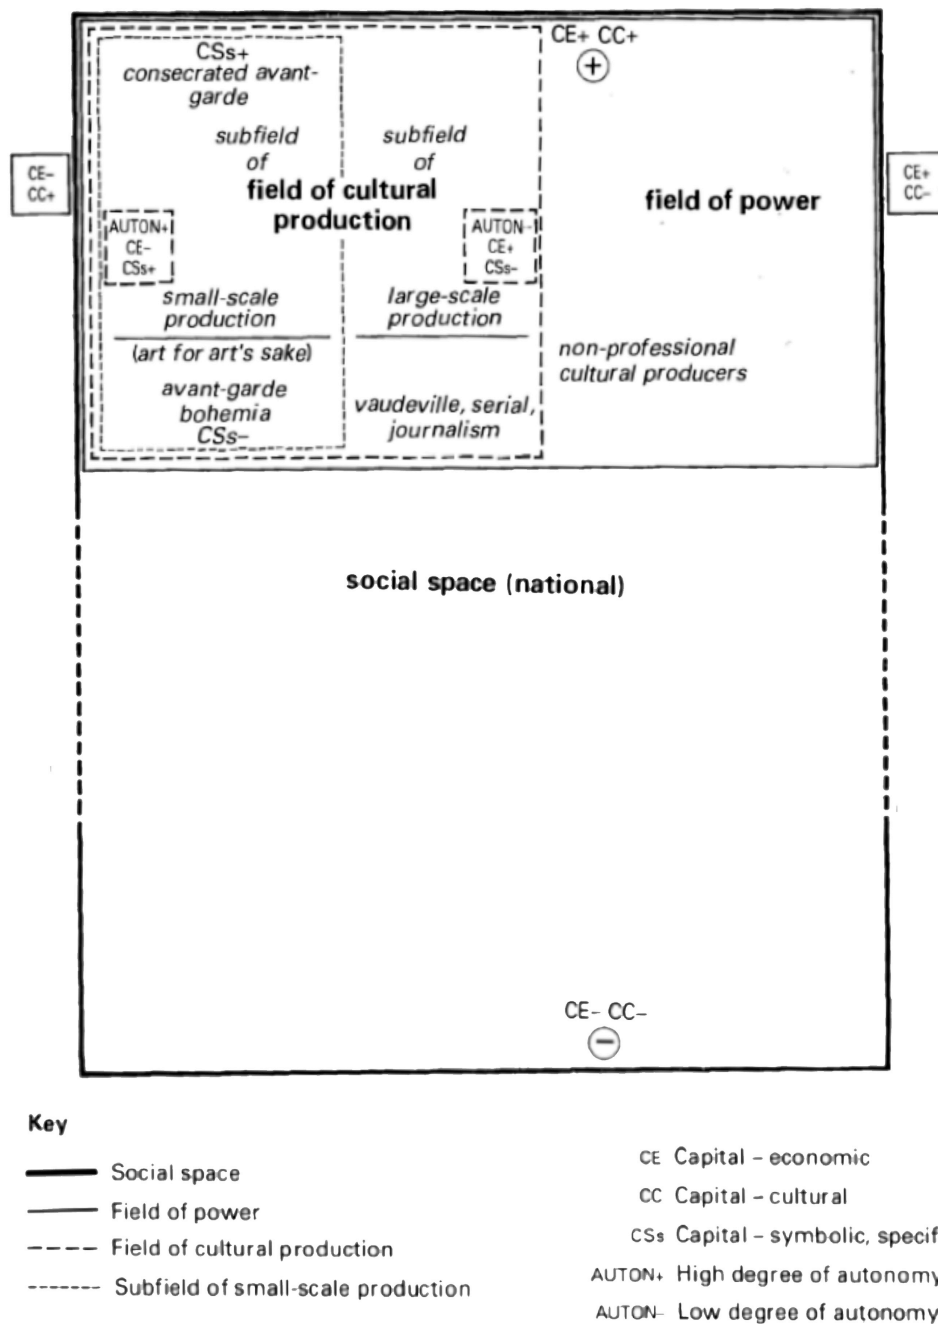 CE+ CC+
+
CSs+
consecrated avant-
garde
subfield
of
subfield
of
field of cultural
production
field of power
CE–
CC+
CE+
CC–
AUTON+
CE–
CSs+
AUTON–
CE+
CSs–
small-scale
production
large-scale
production
(art for art's sake)
non-professional
cultural producers
avant-garde
bohemia
CSs–
vaudeville, serial,
journalism
social space (national)
CE– CC–
–
Key
Social space
Field of power
Field of cultural production
Subfield of small-scale production
CE Capital – economic
CC Capital – cultural
CSs Capital – symbolic, specif
AUTON+ High degree of autonomy
AUTON– Low degree of autonomy